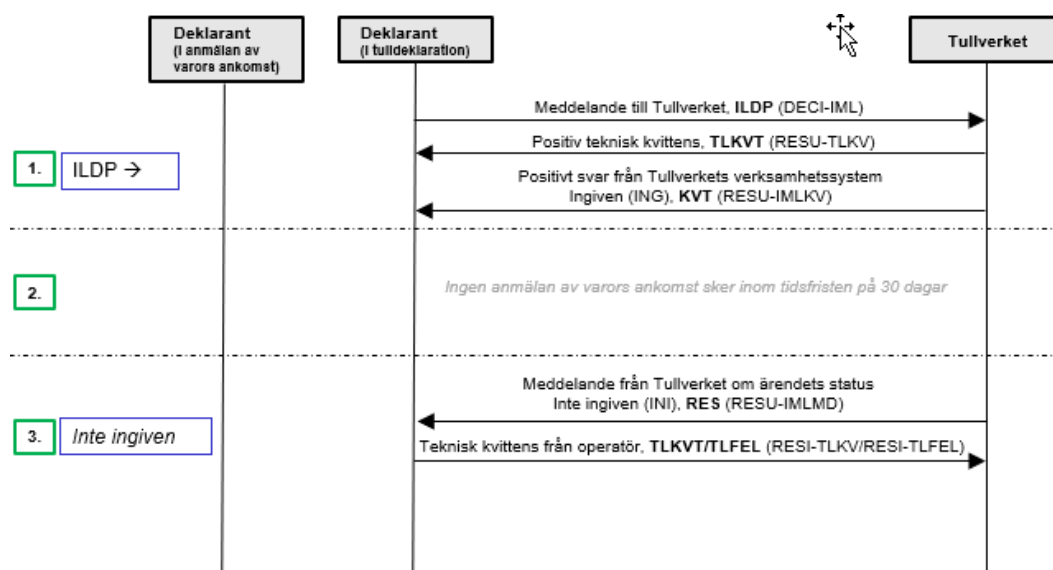 Deklarant
(i anmälan av
varors ankomst)
Deklarant
(i tulldeklaration)
Tullverket
Meddelande till Tullverket, ILDP (DECI-IML)
Positiv teknisk kvittens, TLKVT (RESU-TLKV)
1.
ILDP →
Positivt svar från Tullverkets verksamhetssystem
Ingiven (ING), KVT (RESU-IMLKV)
2.
Ingen anmälan av varors ankomst sker inom tidsfristen på 30 dagar
Meddelande från Tullverket om ärendets status
Inte ingiven (INI), RES (RESU-IMLMD)
3.
Inte ingiven
Teknisk kvittens från operatör, TLKVT/TLFEL (RESI-TLKV/RESI-TLFEL)